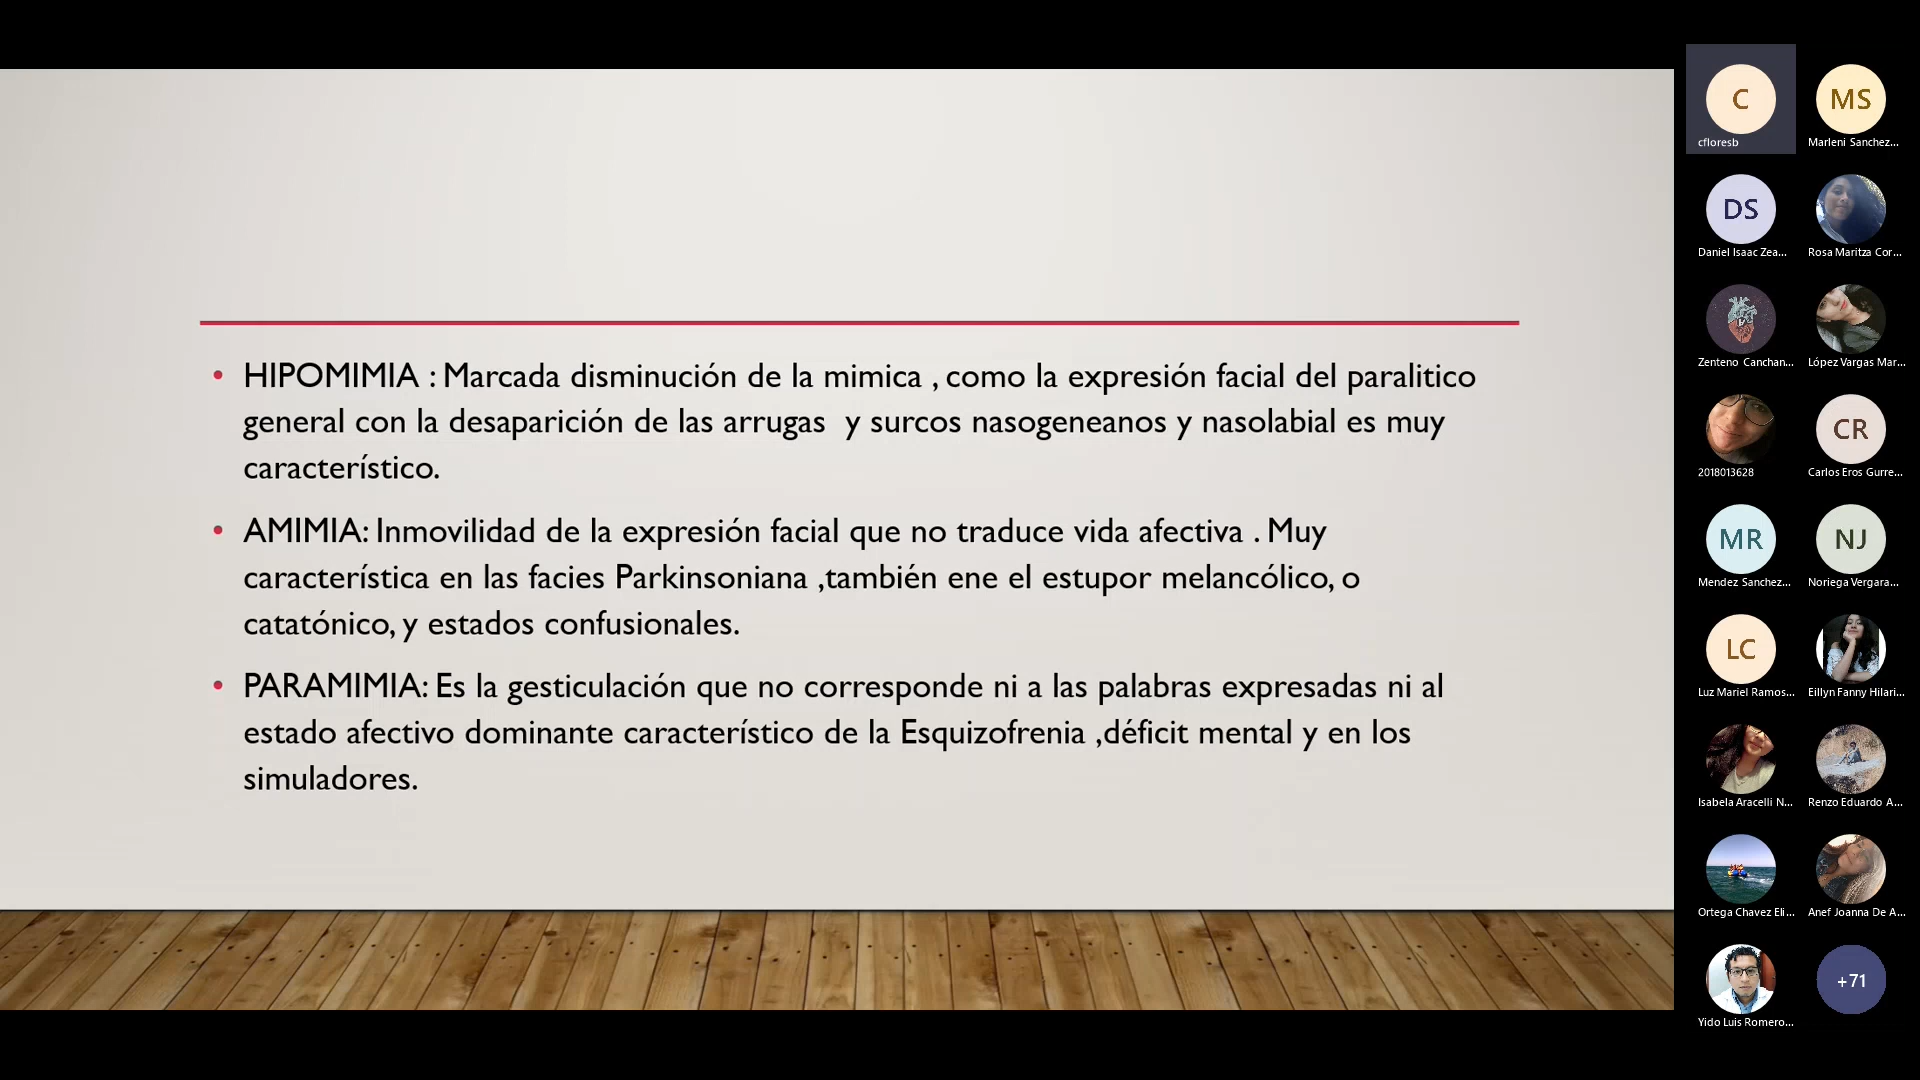 HIPOMIMIA : Marcada disminución de la mimica , como la expresión facial del paralitico
general con la desaparición de las arrugas y surcos nasogeneanos y nasolabial es muy
característico.
AMIMIA: Inmovilidad de la expresión facial que no traduce vida afectiva . Muy
característica en las facies Parkinsoniana ,también ene el estupor melancólico, o
catatónico, y estados confusionales.
PARAMIMIA: Es la gesticulación que no corresponde ni a las palabras expresadas ni al
estado afectivo dominante característico de la Esquizofrenia ,déficit mental y en los
simuladores.
C
cfloresb
MS
Marleni Sanchez...
DS
Daniel Isaac Zea...
Rosa Maritza Cor...
Zenteno Canchan...
López Vargas Mar...
2018013628
CR
Carlos Eros Gurre...
MR
Mendez Sanchez...
NJ
Noriega Vergara...
LC
Luz Mariel Ramos...
Eillyn Fanny Hilari...
Isabela Aracelli N...
Renzo Eduardo A...
Ortega Chavez Eli...
Anef Joanna De A...
Yido Luis Romero...
+71